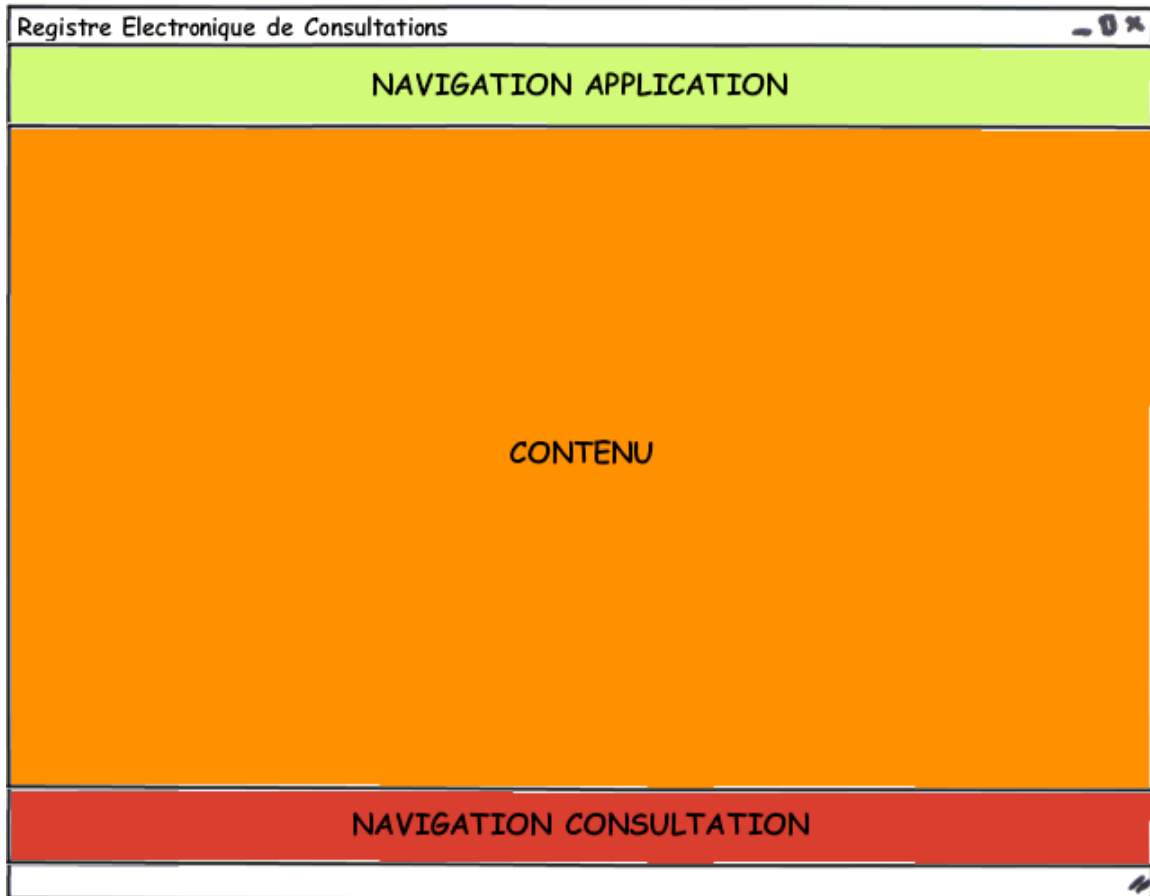 Registre Electronique de Consultations
NAVIGATION APPLICATION
CONTENU
NAVIGATION CONSULTATION